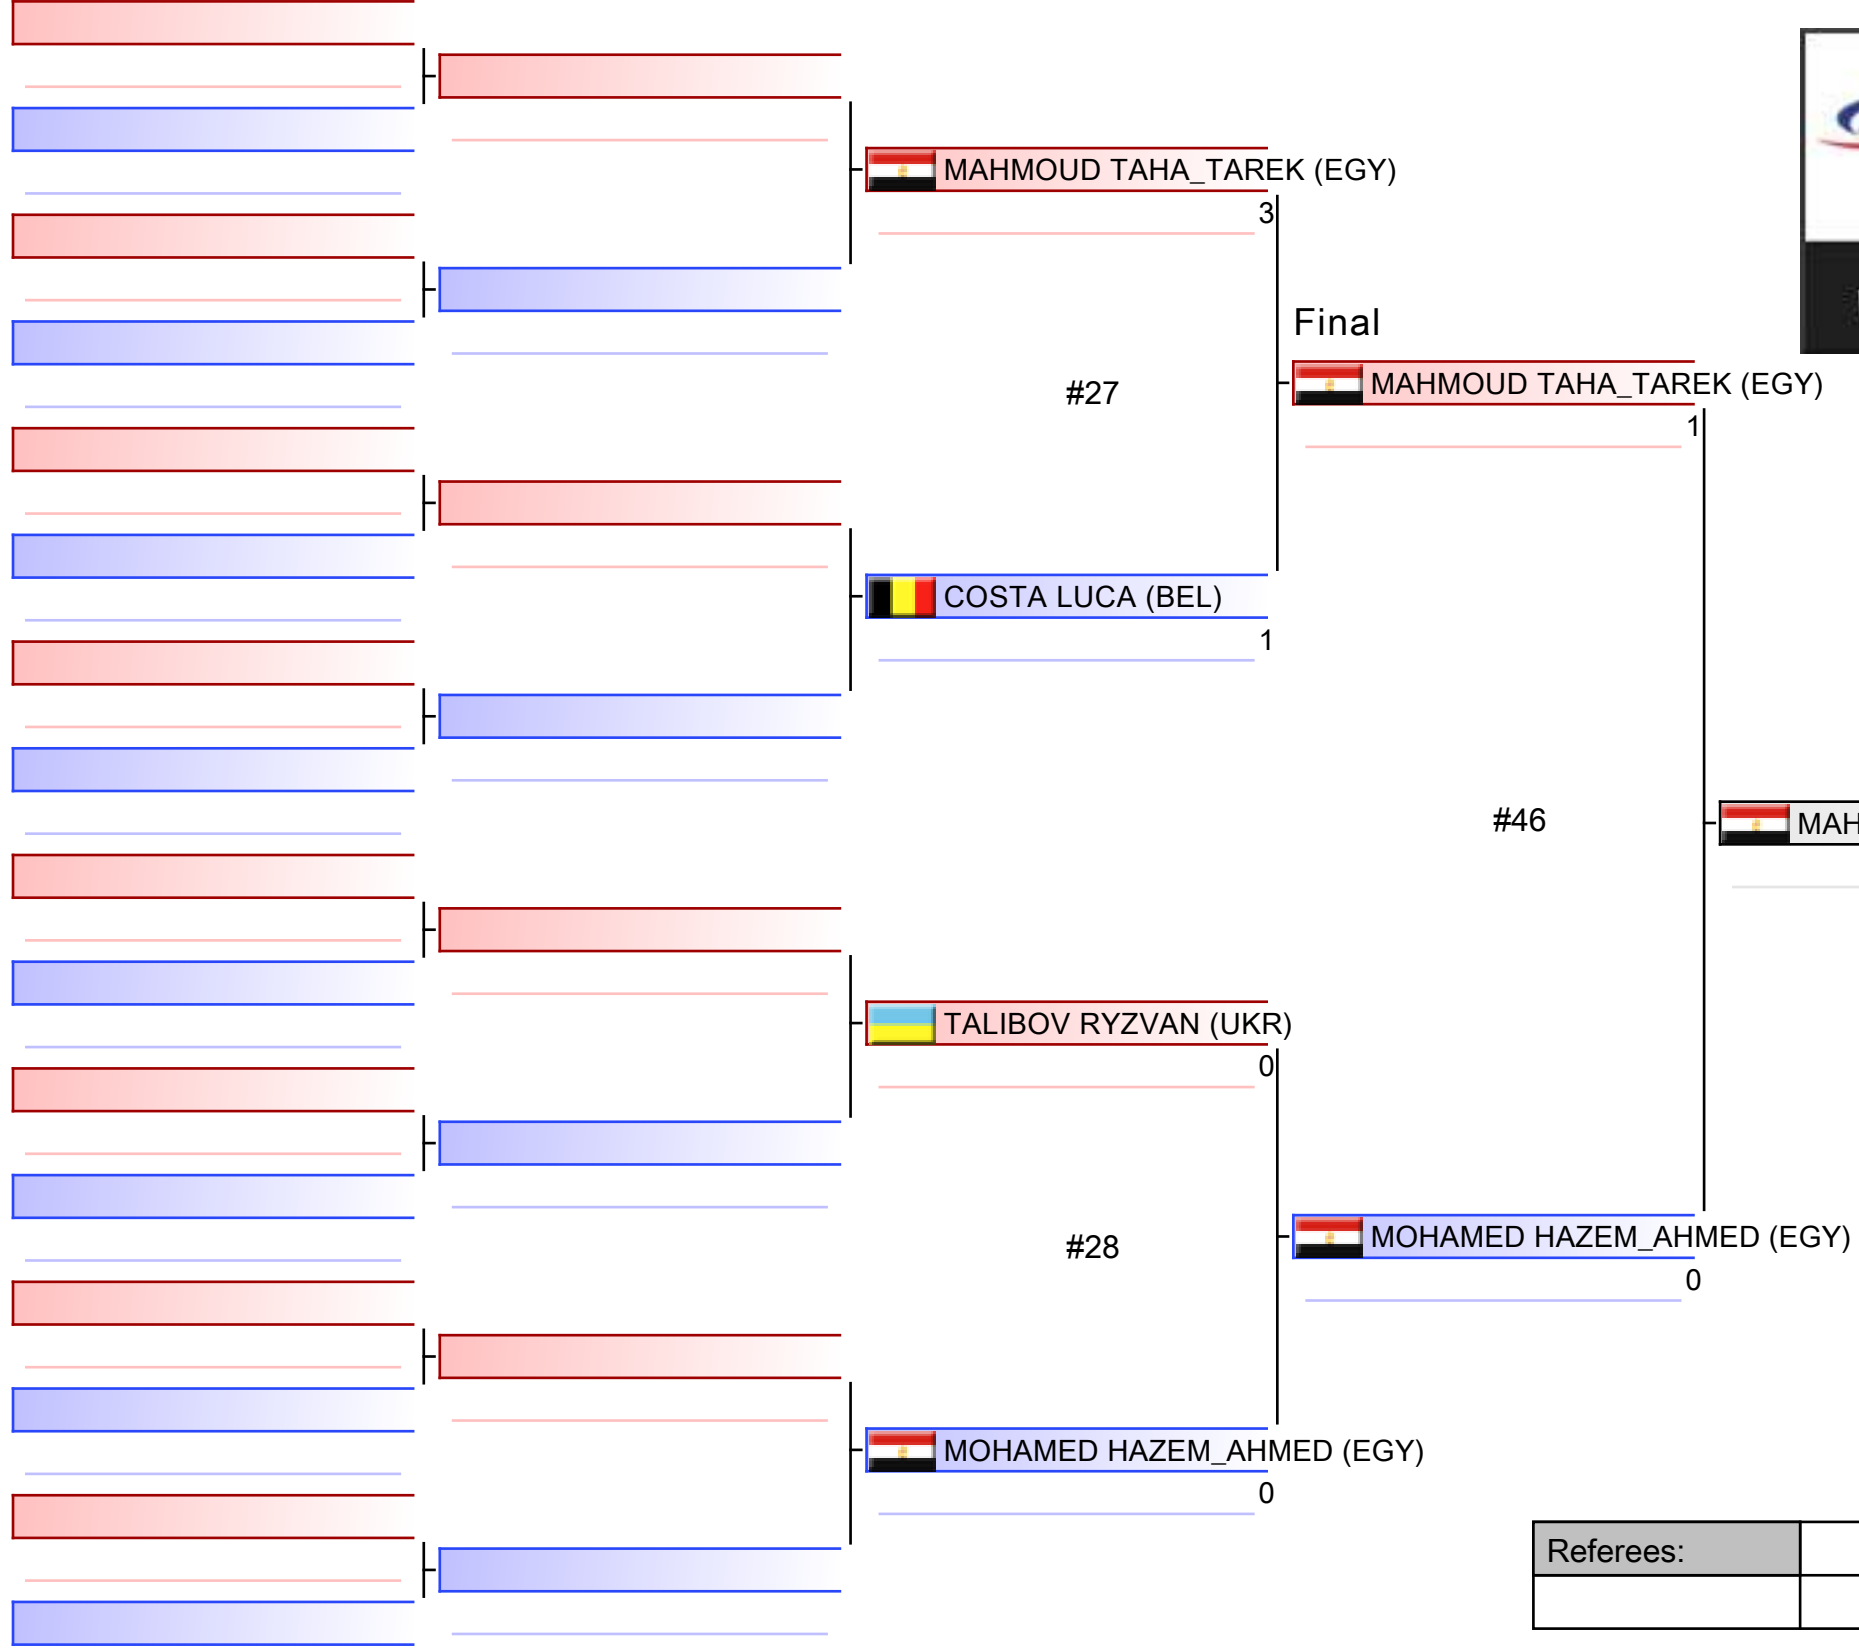 MAHMOUD TAHA_TAREK (EGY)
3
Final
#27
MAHMOUD TAHA_TAREK (EGY)
1
COSTA LUCA (BEL)
1
#46
MAH
TALIBOV RYZVAN (UKR)
0
#28
MOHAMED HAZEM_AHMED (EGY)
0
MOHAMED HAZEM_AHMED (EGY)
0
Referees: